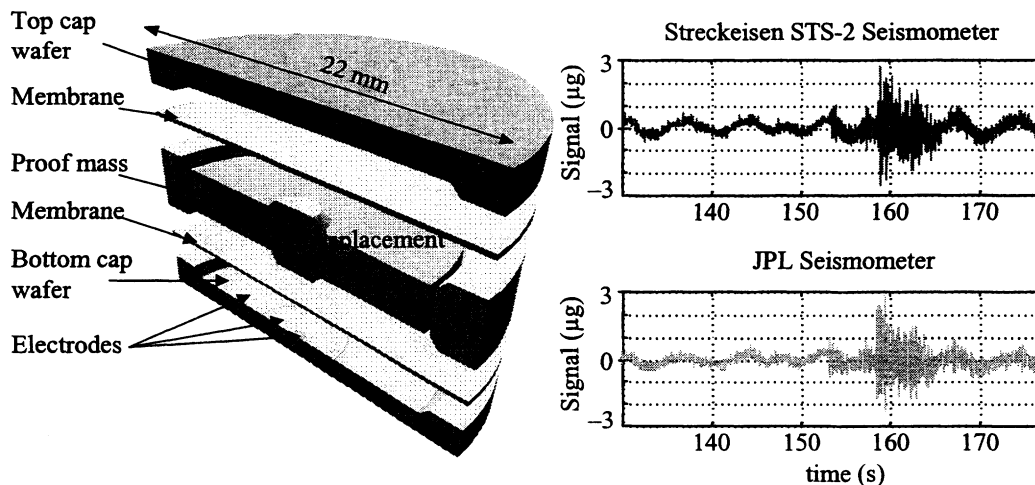 Top cap
wafer
Membrane
Proof mass
Membrane
Bottom cap
wafer
Electrodes
22 mm
Streckeisen STS-2 Seismometer
Signal (µg)
3
0
–3
140 150 160 170
JPL Seismometer
Signal (µg)
3
0
–3
140 150 160 170
time (s)